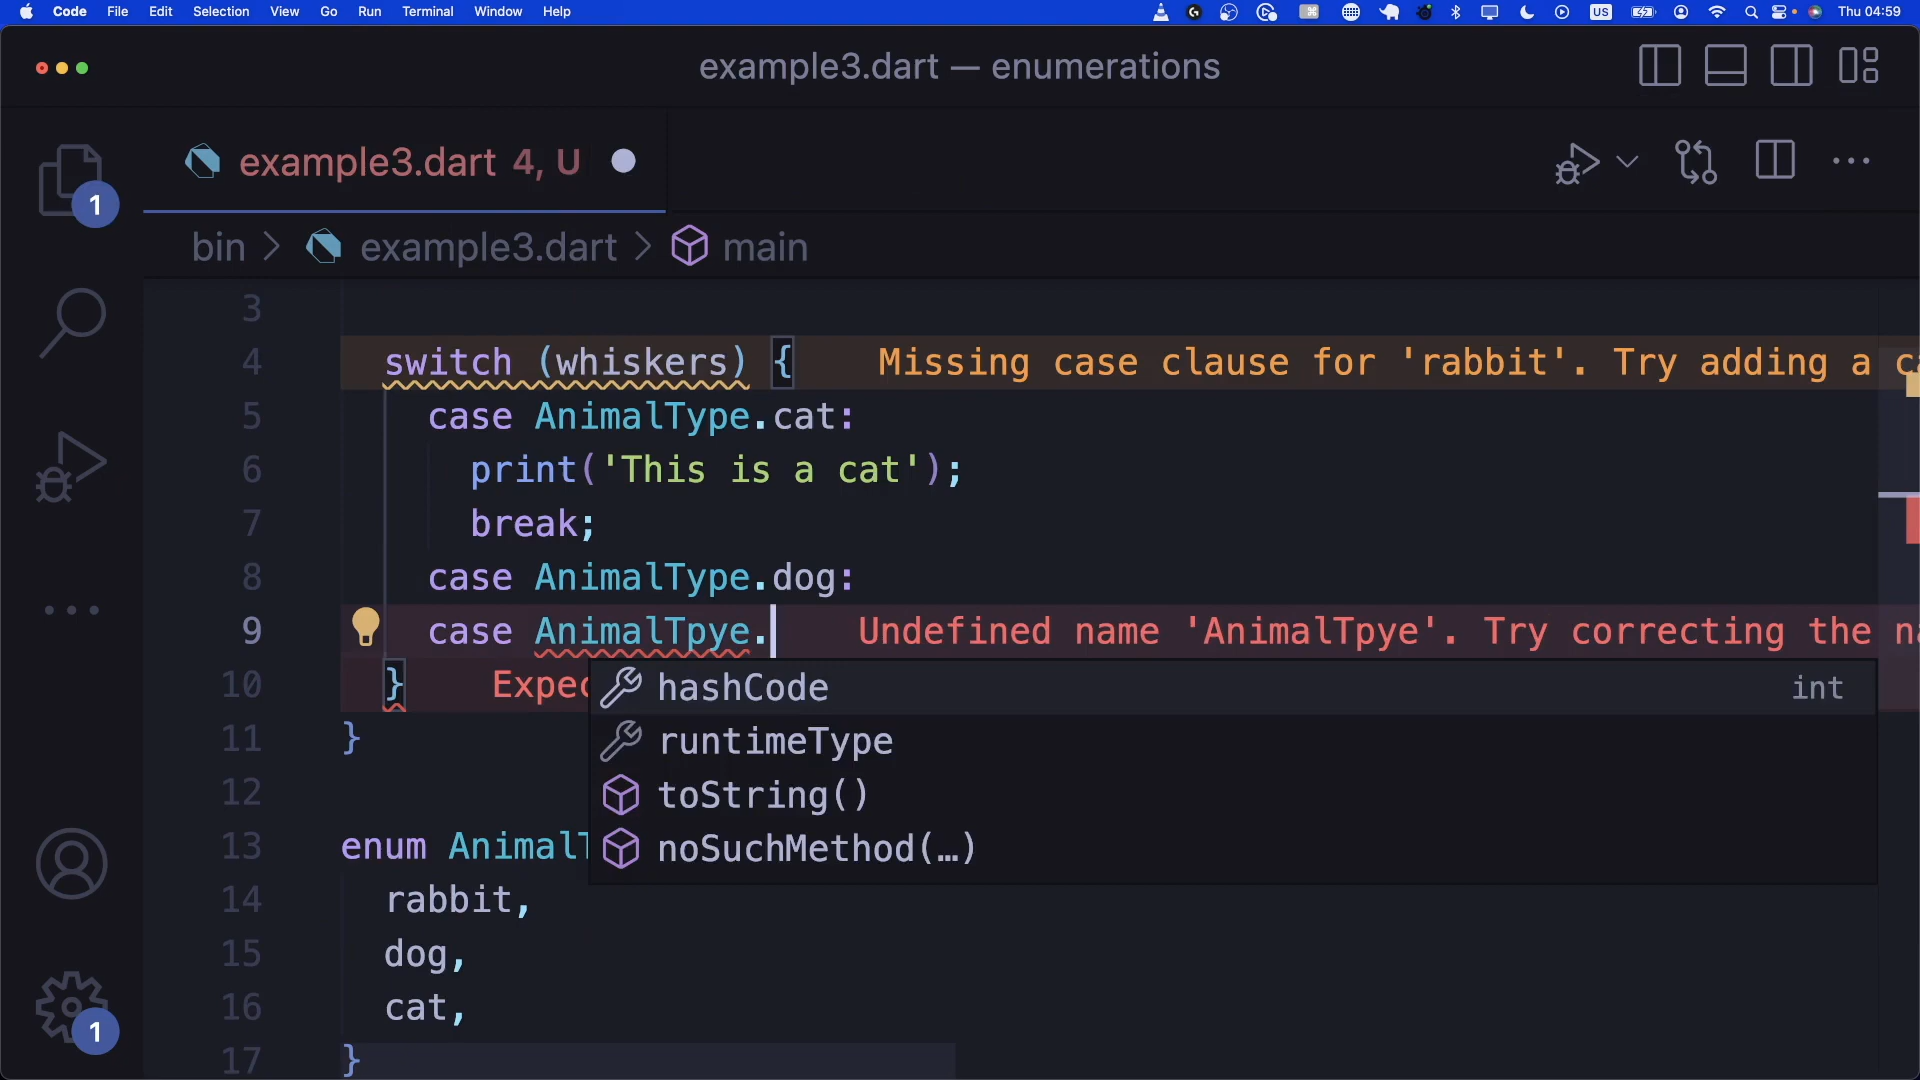 Code File Edit Selection View Go Run Terminal Window Help US Thu 04:59
example3.dart — enumerations
example3.dart 4, U
1
bin > example3.dart > main
3
4 switch (whiskers) { Missing case clause for 'rabbit'. Try adding a
5 case AnimalType.cat:
6 print('This is a cat');
7 break;
8 case AnimalType.dog:
9 case AnimalTpye. Undefined name 'AnimalTpye'. Try correcting the
10 } Expec
hashCode int
runtimeType
toString()
noSuchMethod(…)
11 }
12
13 enum AnimalT
14 rabbit,
15 dog,
16 cat,
17 }
1